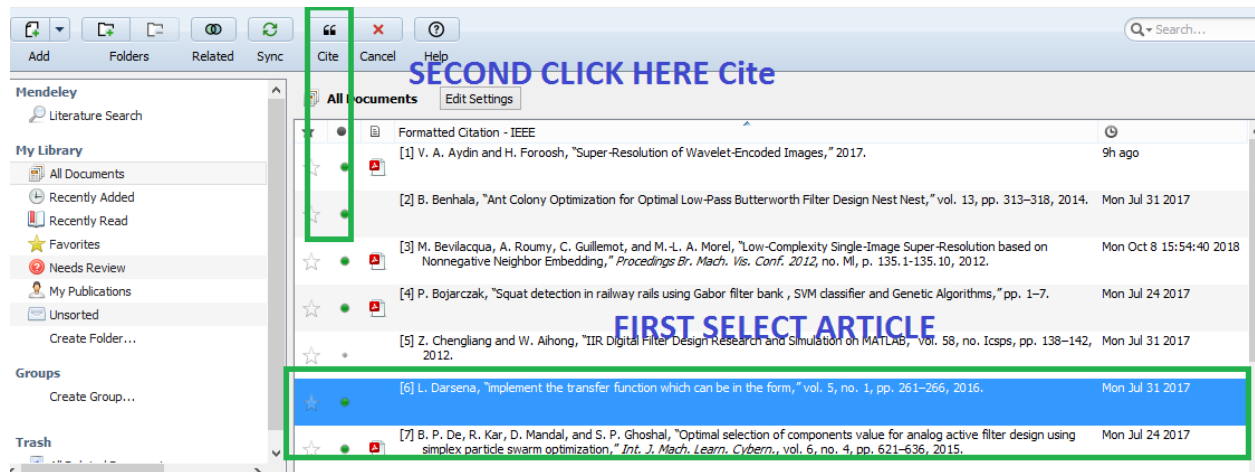 Search...
Add Folders Related Sync Cite Cancel Help
SECOND CLICK HERE Cite
Mendeley
Literature Search
My Library
All Documents
Recently Added
Recently Read
Favorites
Needs Review
My Publications
Unsorted
Create Folder...
Groups
Create Group...
Trash
All Documents Edit Settings
Formatted Citation - IEEE
[1] V. A. Aydin and H. Foroosh, "Super-Resolution of Wavelet-Encoded Images," 2017. 9h ago
[2] B. Benhala, "Ant Colony Optimization for Optimal Low-Pass Butterworth Filter Design Nest Nest," vol. 13, pp. 313–318, 2014. Mon Jul 31 2017
[3] M. Bevilacqua, A. Roumy, C. Guillemot, and M.-L. A. Morel, "Low-Complexity Single-Image Super-Resolution based on Mon Oct 8 15:54:40 2018
Nonnegative Neighbor Embedding," Procedings Br. Mach. Vis. Conf. 2012, no. Ml, p. 135.1-135.10, 2012.
[4] P. Bojarczak, "Squat detection in railway rails using Gabor filter bank , SVM classifier and Genetic Algorithms," pp. 1–7. Mon Jul 24 2017
FIRST SELECT ARTICLE
[5] Z. Chengliang and W. Aihong, "IIR Digital Filter Design Research and Simulation on MATLAB," vol. 58, no. Icsps, pp. 138–142, Mon Jul 31 2017
2012.
[6] L. Darsena, "implement the transfer function which can be in the form," vol. 5, no. 1, pp. 261–266, 2016. Mon Jul 31 2017
[7] B. P. De, R. Kar, D. Mandal, and S. P. Ghoshal, "Optimal selection of components value for analog active filter design using Mon Jul 24 2017
simplex particle swarm optimization," Int. J. Mach. Learn. Cybern., vol. 6, no. 4, pp. 621–636, 2015.